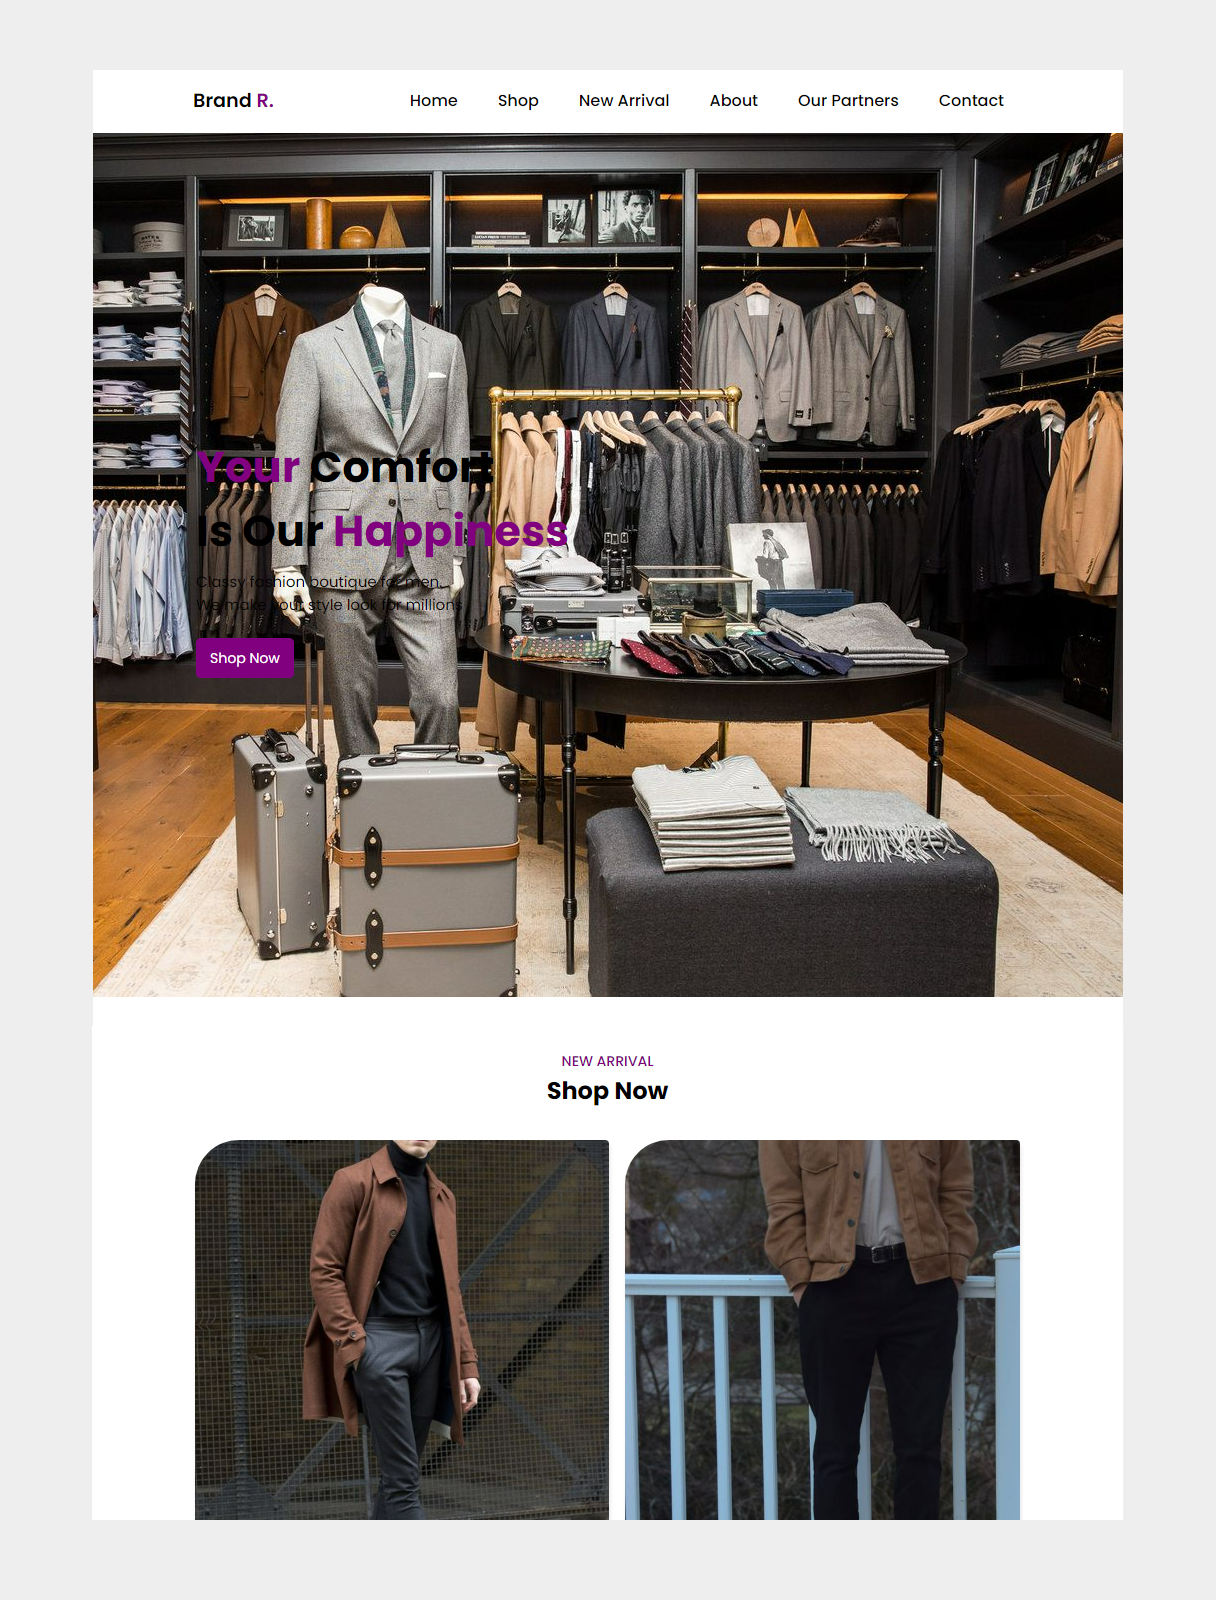 Brand R.
Home Shop New Arrival About Our Partners Contact
Your Comfort
Is Our Happiness
Classy fashion boutique for men.
We make your style look for millions
Shop Now
NEW ARRIVAL
Shop Now